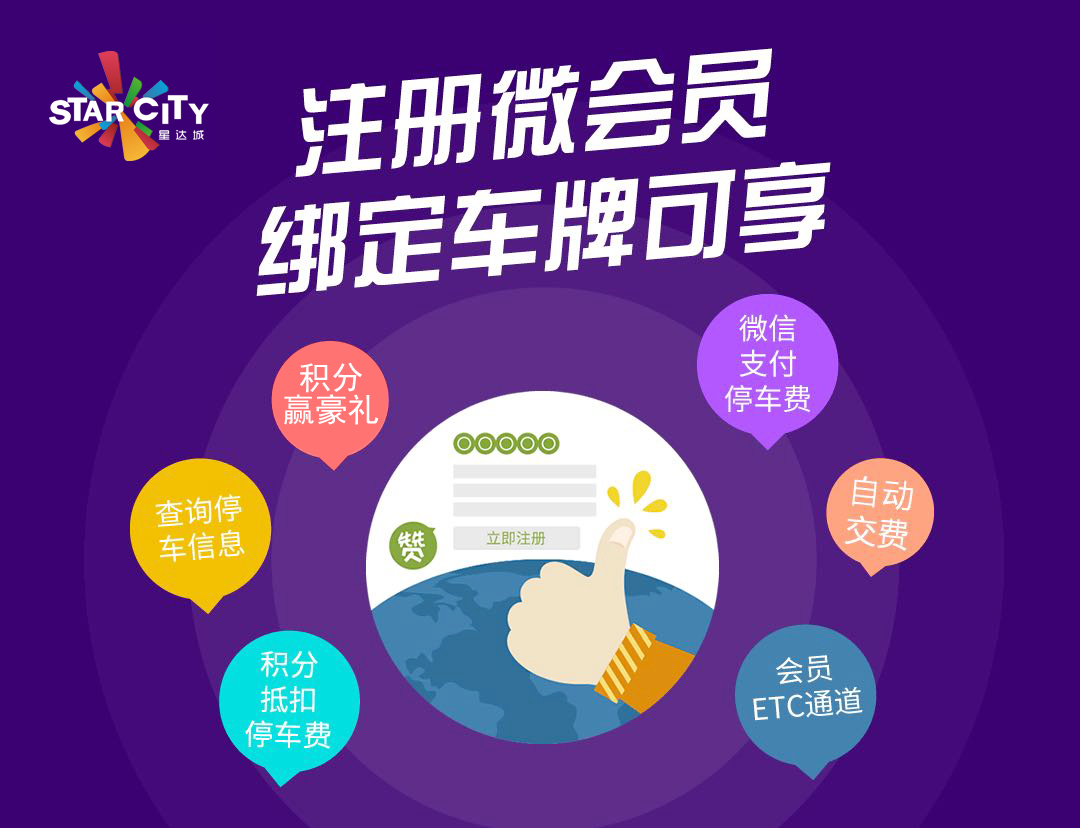 STAR CITY
星达城
注册微会员
绑定车牌可享
积分
赢豪礼
微信
支付
停车费
查询停
车信息
自动
交费
赞
立即注册
积分
抵扣
停车费
会员
ETC通道